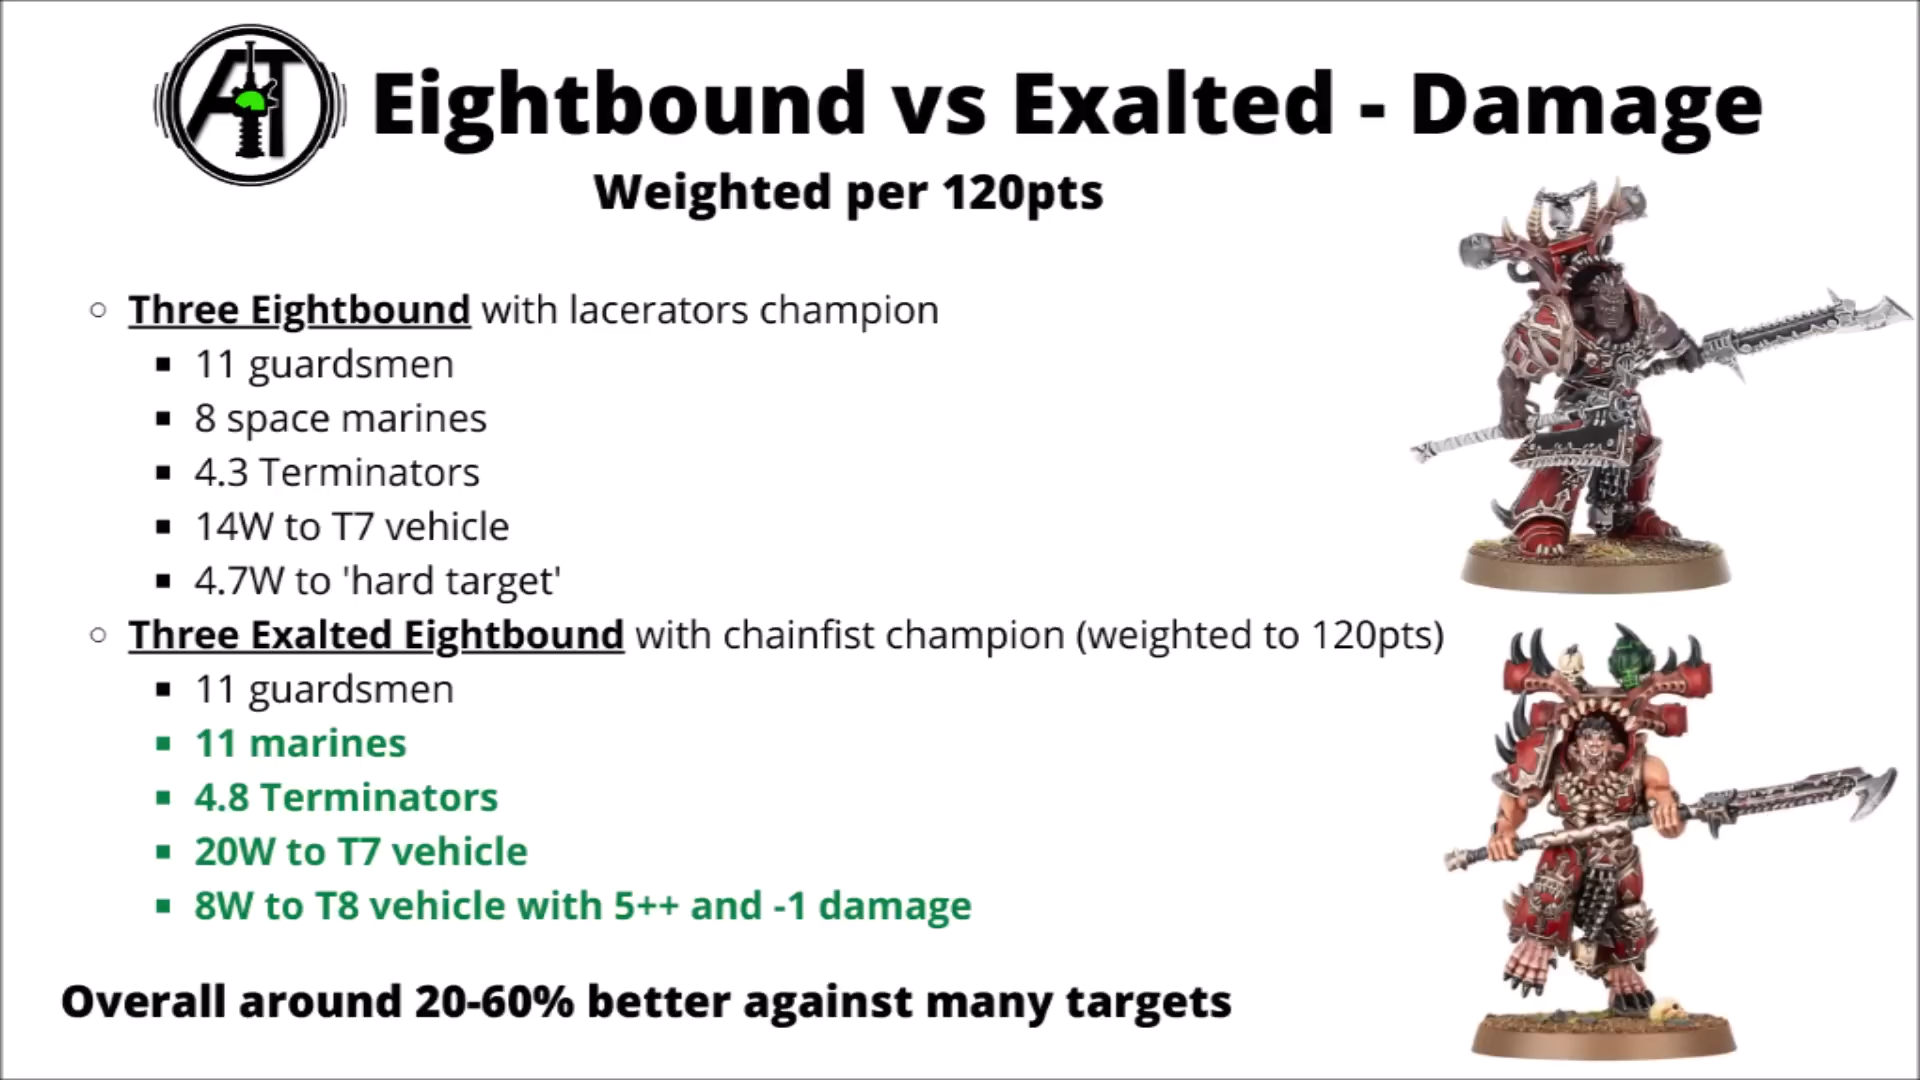 AT
Eightbound vs Exalted - Damage
Weighted per 120pts
Three Eightbound with lacerators champion
11 guardsmen
8 space marines
4.3 Terminators
14W to T7 vehicle
4.7W to 'hard target'
Three Exalted Eightbound with chainfist champion (weighted to 120pts)
11 guardsmen
11 marines
4.8 Terminators
20W to T7 vehicle
8W to T8 vehicle with 5++ and -1 damage
Overall around 20-60% better against many targets